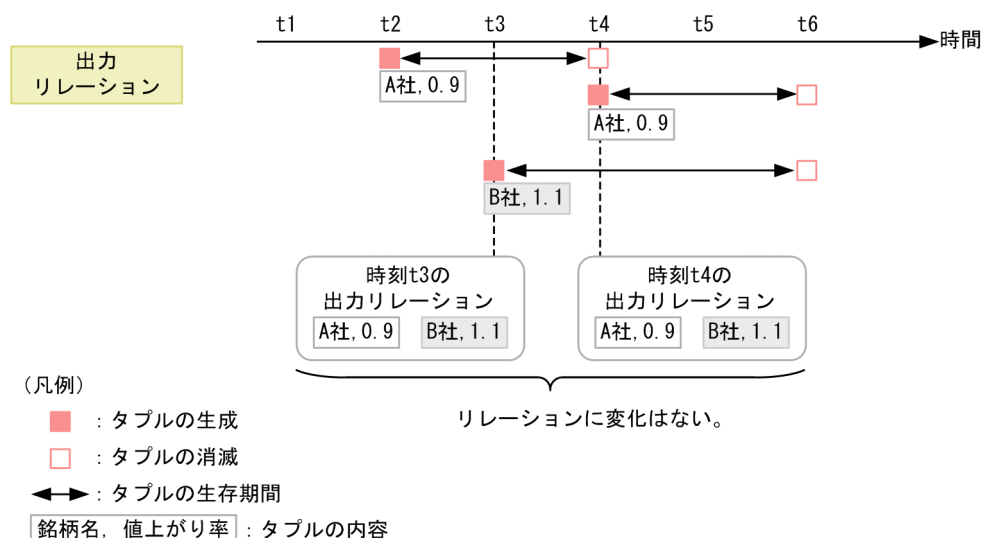 t1 t2 t3 t4 t5 t6
時間
出力
リレーション
A社,0.9
A社,0.9
B社,1.1
時刻t3の
出力リレーション
A社,0.9 B社,1.1
時刻t4の
出力リレーション
A社,0.9 B社,1.1
リレーションに変化はない。
(凡例)
:タプルの生成
:タプルの消滅
:タプルの生存期間
銘柄名, 値上がり率 :タプルの内容